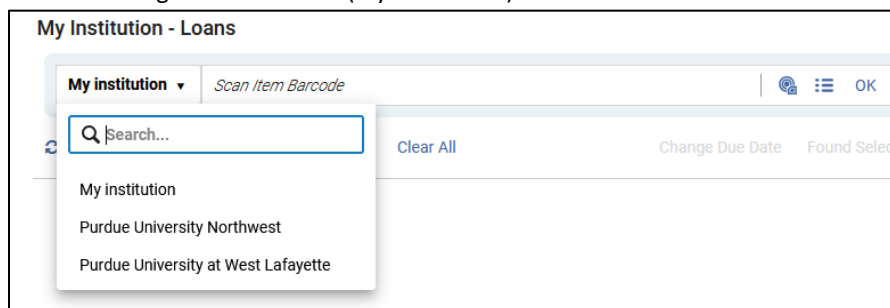 My Institution - Loans
My institution Scan Item Barcode OK
Search...
Clear All Change Due Date Found
My institution
Purdue University Northwest
Purdue University at West Lafayette